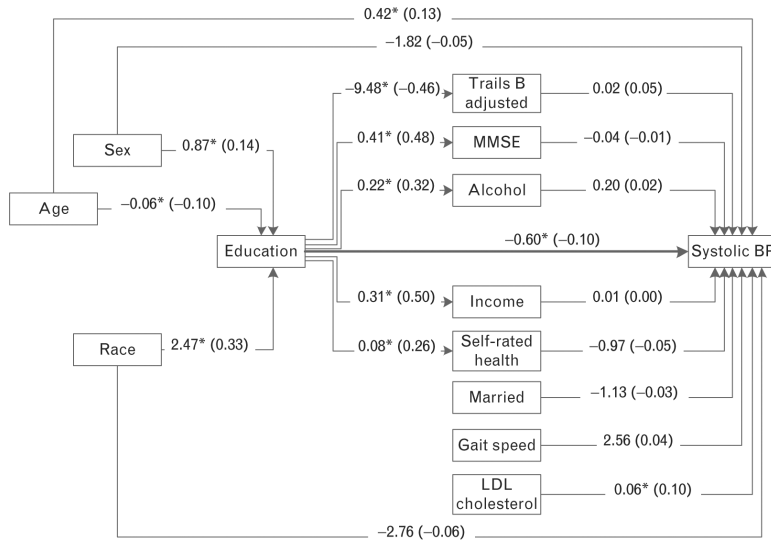 0.42* (0.13)
−1.82 (−0.05)
−9.48* (−0.46)
Trails B
adjusted
0.02 (0.05)
Sex
0.87* (0.14)
0.41* (0.48)
MMSE
−0.04 (−0.01)
0.22* (0.32)
Alcohol
0.20 (0.02)
Age
−0.06* (−0.10)
Education
−0.60* (−0.10)
Systolic BP
0.31* (0.50)
Income
0.01 (0.00)
Race
2.47* (0.33)
0.08* (0.26)
Self-rated
health
−0.97 (−0.05)
Married
−1.13 (−0.03)
Gait speed
2.56 (0.04)
LDL
cholesterol
0.06* (0.10)
−2.76 (−0.06)